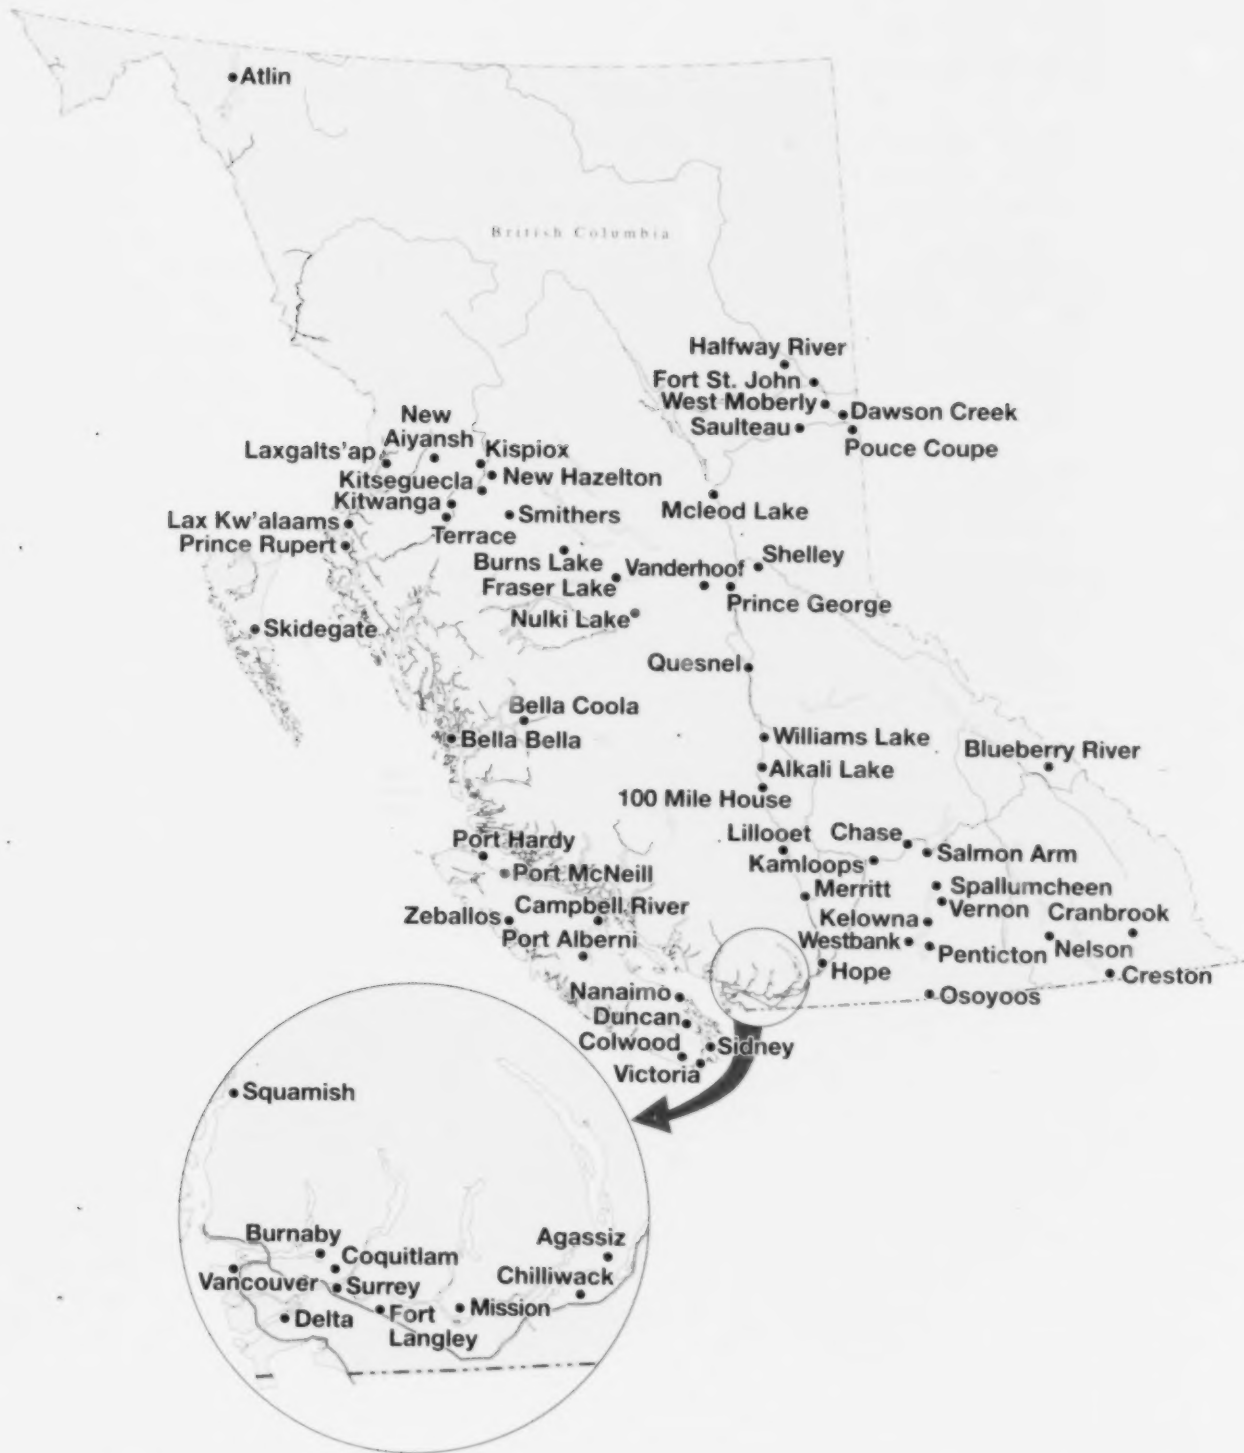 Atlin
British Columbia
Halfway River
Fort St. John
West Moberly
Dawson Creek
Saulteau
Pouce Coupe
New
Aiyansh
Laxgalts'ap
Kispiox
Kitseguecla
New Hazelton
Kitwanga
Mcleod Lake
Lax Kw'alaams
Smithers
Terrace
Prince Rupert
Shelley
Burns Lake
Vanderhoof
Fraser Lake
Prince George
Nulki Lake
Skidegate
Quesnel
Bella Coola
Bella Bella
Williams Lake
Blueberry River
Alkali Lake
100 Mile House
Port Hardy
Lillooet
Chase
Salmon Arm
Kamloops
Port McNeill
Merritt
Spallumcheen
Vernon
Zeballos
Campbell River
Kelowna
Cranbrook
Port Alberni
Westbank
Penticton
Nelson
Hope
Creston
Nanaimo
Osoyoos
Duncan
Colwood
Sidney
Victoria
Squamish
Burnaby
Agassiz
Coquitlam
Chilliwack
Vancouver
Surrey
Mission
Delta
Fort
Langley